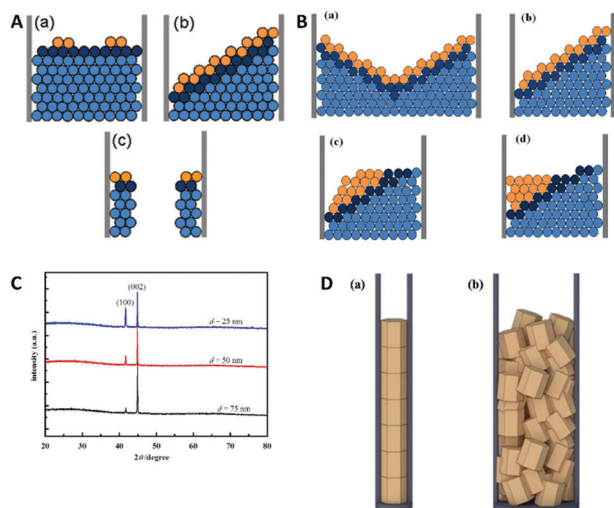 A
(a)
(b)
(c)
B
(a)
(b)
(c)
(d)
C
intensity (a.u.)
(100)
(002)
d = 25 nm
d = 50 nm
d = 75 nm
20 30 40 50 60 70 80
2θ/degree
D
(a)
(b)